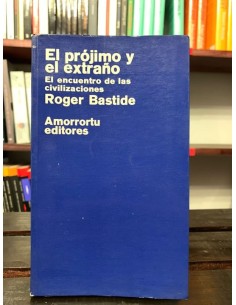 El prójimo y
el extraño
El encuentro de las
civilizaciones
Roger Bastide
Amorrortu
editores